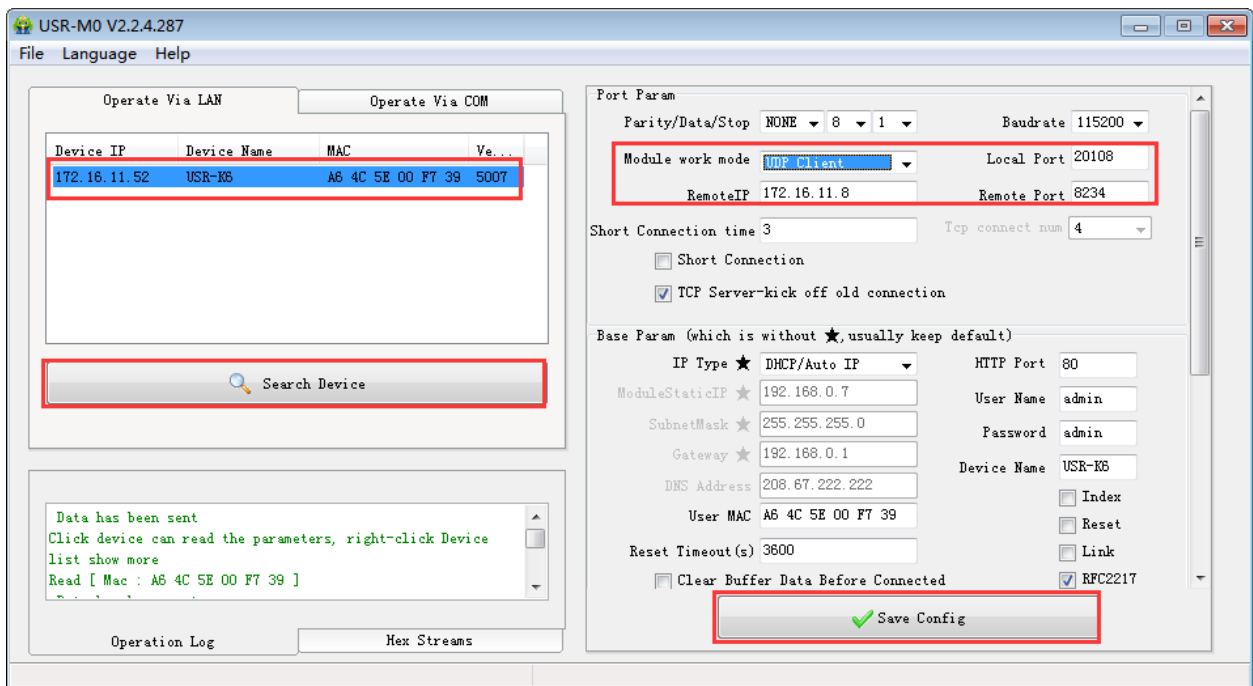 USR-M0 V2.2.4.287
File Language Help
Operate Via LAN Operate Via COM
Device IP Device Name MAC Ve...
172.16.11.52 USR-K6 A6 4C 5E 00 F7 39 5007
Search Device
Data has been sent
Click device can read the parameters, right-click Device
list show more
Read [ Mac : A6 4C 5E 00 F7 39 ]
Operation Log Hex Streams
Port Param
Parity/Data/Stop NONE 8 1 Baudrate 115200
Module work mode UDP Client Local Port 20108
RemoteIP 172.16.11.8 Remote Port 8234
Short Connection time 3 Tcp connect num 4
Short Connection
TCP Server-kick off old connection
Base Param (which is without ★,usually keep default)
IP Type ★ DHCP/Auto IP HTTP Port 80
ModuleStaticIP ★ 192.168.0.7 User Name admin
SubnetMask ★ 255.255.255.0 Password admin
Gateway ★ 192.168.0.1 Device Name USR-K6
DNS Address 208.67.222.222 Index
User MAC A6 4C 5E 00 F7 39 Reset
Reset Timeout(s) 3600 Link
Clear Buffer Data Before Connected RFC2217
Save Config